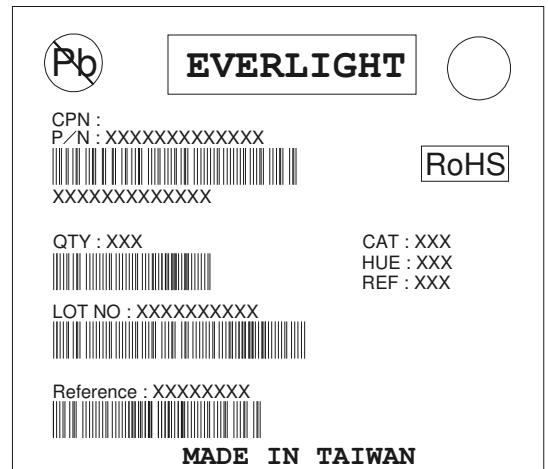 Pb
EVERLIGHT
CPN :
P/N : XXXXXXXXXXXXX
RoHS
XXXXXXXXXXXXX
QTY : XXX
CAT : XXX
HUE : XXX
REF : XXX
LOT NO : XXXXXXXXXX
Reference : XXXXXXXX
MADE IN TAIWAN